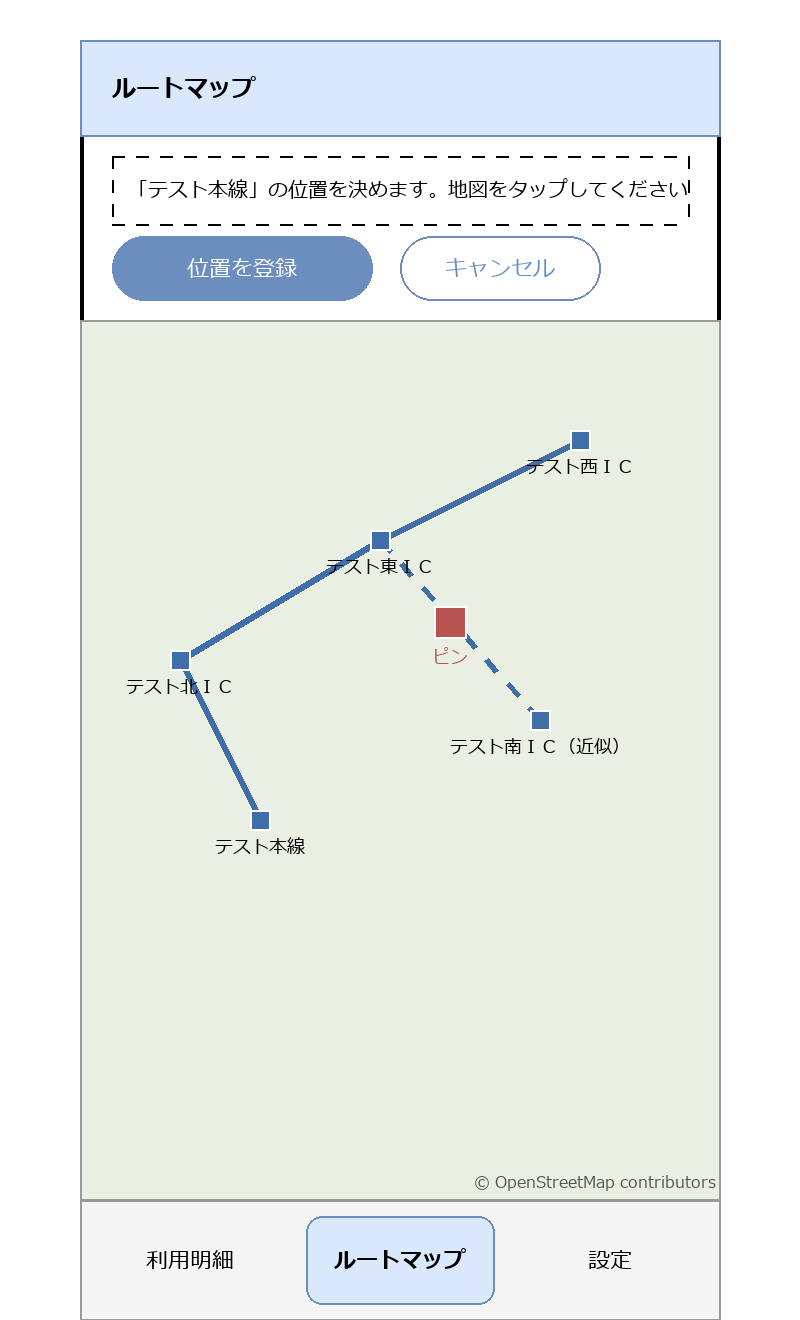 ルートマップ
「テスト本線」の位置を決めます。地図をタップしてください
位置を登録
キャンセル
テスト西ＩＣ
テスト東ＩＣ
ピン
テスト北ＩＣ
テスト南ＩＣ（近似）
テスト本線
© OpenStreetMap contributors
利用明細
ルートマップ
設定